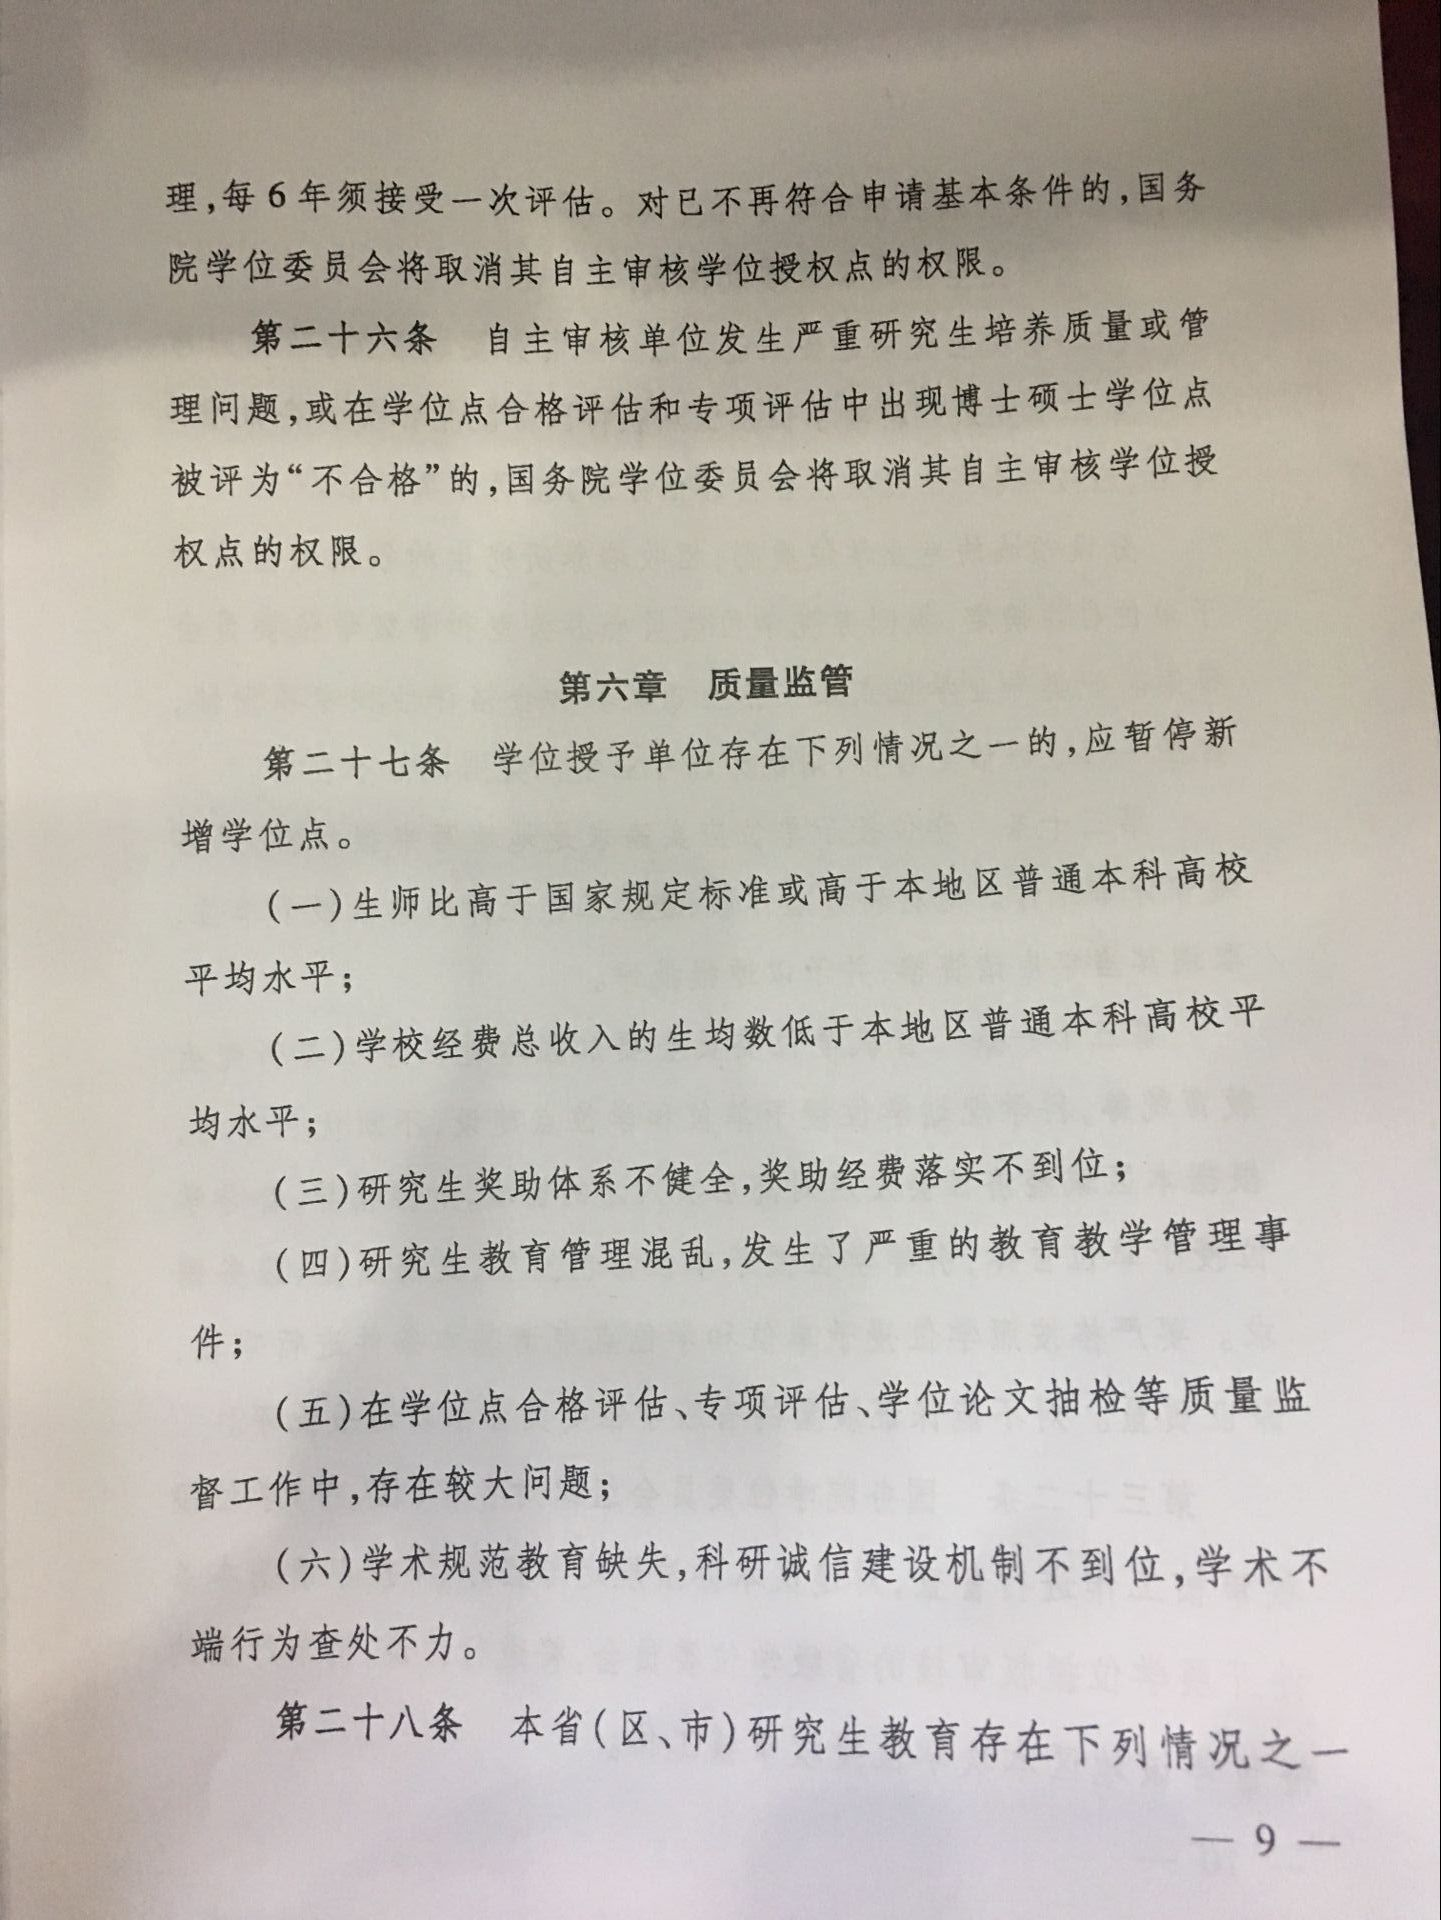 理,每6年须接受一次评估。对已不再符合申请基本条件的,国务
院学位委员会将取消其自主审核学位授权点的权限。
第二十六条 自主审核单位发生严重研究生培养质量或管
理问题,或在学位点合格评估和专项评估中出现博士硕士学位点
被评为“不合格”的,国务院学位委员会将取消其自主审核学位授
权点的权限。
第六章 质量监管
第二十七条 学位授予单位存在下列情况之一的,应暂停新
增学位点。
(一)生师比高于国家规定标准或高于本地区普通本科高校
平均水平;
(二)学校经费总收入的生均数低于本地区普通本科高校平
均水平;
(三)研究生奖助体系不健全,奖助经费落实不到位;
(四)研究生教育管理混乱,发生了严重的教育教学管理事
件;
(五)在学位点合格评估、专项评估、学位论文抽检等质量监
督工作中,存在较大问题;
(六)学术规范教育缺失,科研诚信建设机制不到位,学术不
端行为查处不力。
第二十八条 本省(区、市)研究生教育存在下列情况之一
— 9 —